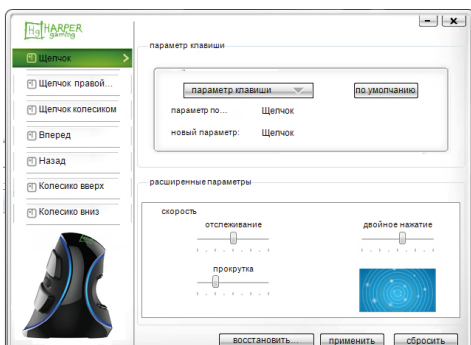 Hg HARPER
gaming
Щелчок
Щелчок правой...
Щелчок колесиком
Вперед
Назад
Колесико вверх
Колесико вниз
параметр клавиши
параметр клавиши
по умолчанию
параметр по...
Щелчок
новый параметр:
Щелчок
расширенные параметры
скорость
отслеживание
двойное нажатие
прокрутка
восстановить...
применить
сбросить